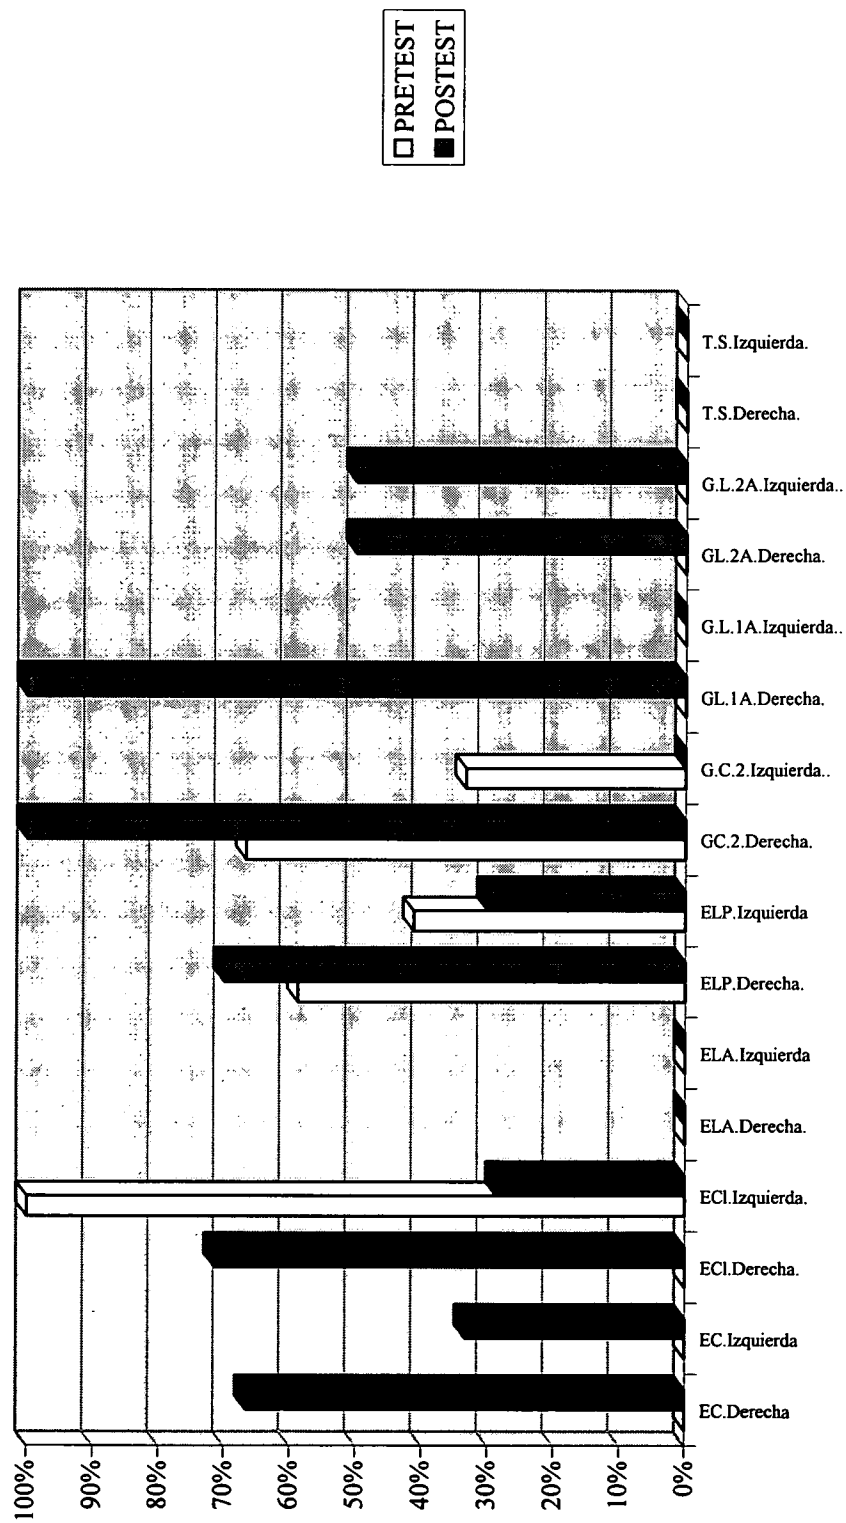 PRETEST
POSTEST
100%
90%
80%
70%
60%
50%
40%
30%
20%
10%
0%
EC.Derecha
EC.Izquierda
ECl.Derecha.
ECl.Izquierda.
ELA.Derecha.
ELA.Izquierda
ELP.Derecha.
ELP.Izquierda
GC.2.Derecha.
G.C.2.Izquierda..
GL.1A.Derecha.
G.L.1A.Izquierda..
GL.2A.Derecha.
G.L.2A.Izquierda..
T.S.Derecha.
T.S.Izquierda.